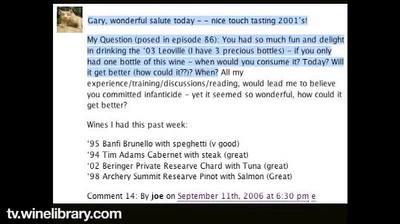 Gary, wonderful salute today - - nice touch tasting 2001's!
My Question (posed in episode 86): You had so much fun and delight
in drinking the '03 Leoville (I have 3 precious bottles) - if you only
had one bottle of this wine - when would you consume it? Today? Will
it get better (how could it??)? When? All my
experience/training/discussions/reading, would lead me to believe
you committed infanticide - yet it seemed so wonderful, how could it
get better?
Wines I had this past week:
'95 Banfi Brunello with speghetti (v good)
'94 Tim Adams Cabernet with steak (great)
'02 Beringer Private Researve Chard with Tuna (great)
'98 Archery Summit Researve Pinot with Salmon (Great)
Comment 14: By joe on September 11th, 2006 at 6:30 pm e
tv.winelibrary.com